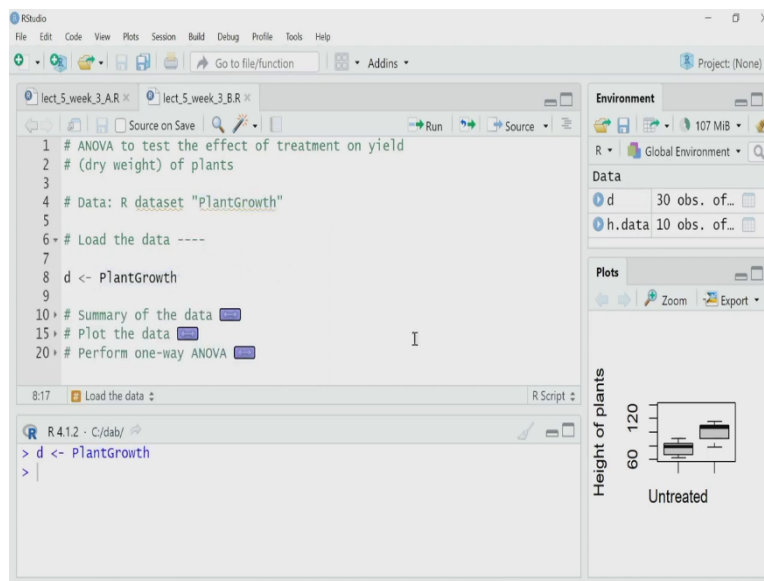 RStudio
File Edit Code View Plots Session Build Debug Profile Tools Help
Go to file/function
Addins
Project: (None)
lect_5_week_3_A.R
lect_5_week_3_B.R
Source on Save
Run
Source
1 # ANOVA to test the effect of treatment on yield
2 # (dry weight) of plants
3
4 # Data: R dataset "PlantGrowth"
5
6 # Load the data ----
7
8 d <- PlantGrowth
9
10 # Summary of the data
15 # Plot the data
20 # Perform one-way ANOVA
8:17 Load the data
R Script
R 4.1.2 · C:/dab/
> d <- PlantGrowth
>
Environment
107 MiB
R
Global Environment
Data
d 30 obs. of…
h.data 10 obs. of…
Plots
Zoom
Export
Height of plants
60 120
Untreated